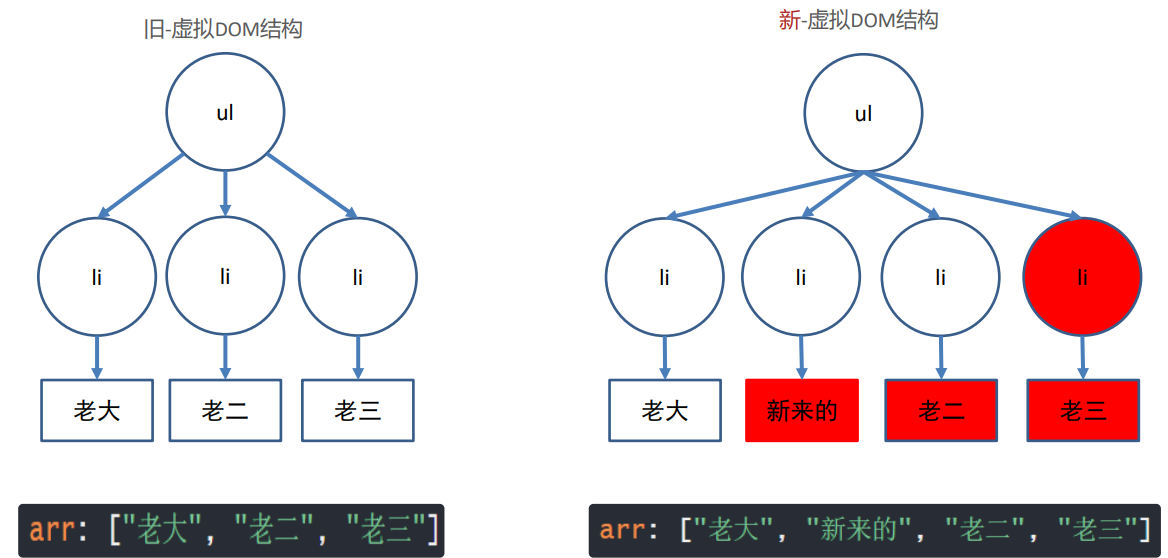 旧-虚拟DOM结构
新-虚拟DOM结构
ul
ul
li
li
li
li
li
li
li
老大
老二
老三
老大
新来的
老二
老三
arr: ["老大", "老二", "老三"]
arr: ["老大", "新来的", "老二", "老三"]